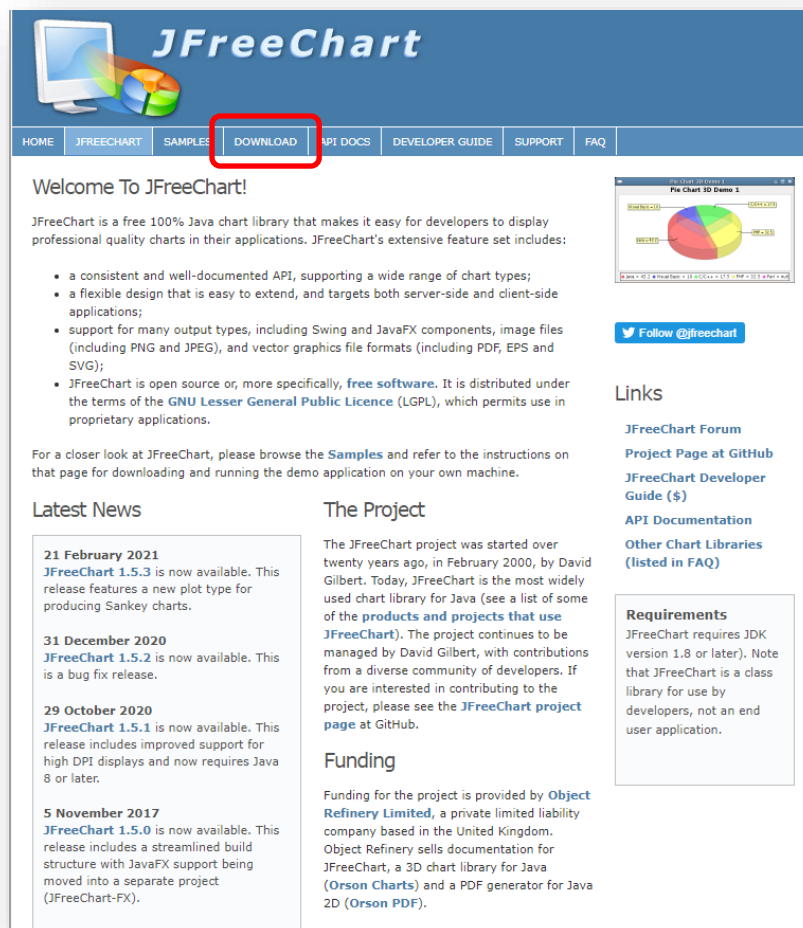 JFreeChart
HOME JFREECHART SAMPLES DOWNLOAD API DOCS DEVELOPER GUIDE SUPPORT FAQ
Welcome To JFreeChart!
JFreeChart is a free 100% Java chart library that makes it easy for developers to display
professional quality charts in their applications. JFreeChart's extensive feature set includes:
• a consistent and well-documented API, supporting a wide range of chart types;
• a flexible design that is easy to extend, and targets both server-side and client-side
applications;
• support for many output types, including Swing and JavaFX components, image files
(including PNG and JPEG), and vector graphics file formats (including PDF, EPS and
SVG);
• JFreeChart is open source or, more specifically, free software. It is distributed under
the terms of the GNU Lesser General Public Licence (LGPL), which permits use in
proprietary applications.
For a closer look at JFreeChart, please browse the Samples and refer to the instructions on
that page for downloading and running the demo application on your own machine.
Latest News
21 February 2021
JFreeChart 1.5.3 is now available. This
release features a new plot type for
producing Sankey charts.
31 December 2020
JFreeChart 1.5.2 is now available. This
is a bug fix release.
29 October 2020
JFreeChart 1.5.1 is now available. This
release includes improved support for
high DPI displays and now requires Java
8 or later.
5 November 2017
JFreeChart 1.5.0 is now available. This
release includes a streamlined build
structure with JavaFX support being
moved into a separate project
(JFreeChart-FX).
The Project
The JFreeChart project was started over
twenty years ago, in February 2000, by David
Gilbert. Today, JFreeChart is the most widely
used chart library for Java (see a list of some
of the products and projects that use
JFreeChart). The project continues to be
managed by David Gilbert, with contributions
from a diverse community of developers. If
you are interested in contributing to the
project, please see the JFreeChart project
page at GitHub.
Funding
Funding for the project is provided by Object
Refinery Limited, a private limited liability
company based in the United Kingdom.
Object Refinery sells documentation for
JFreeChart, a 3D chart library for Java
(Orson Charts) and a PDF generator for Java
2D (Orson PDF).
Pie Chart 3D Demo 1
Pie Chart 3D Demo 1
Follow @jfreechart
Links
JFreeChart Forum
Project Page at GitHub
JFreeChart Developer
Guide ($)
API Documentation
Other Chart Libraries
(listed in FAQ)
Requirements
JFreeChart requires JDK
version 1.8 or later). Note
that JFreeChart is a class
library for use by
developers, not an end
user application.